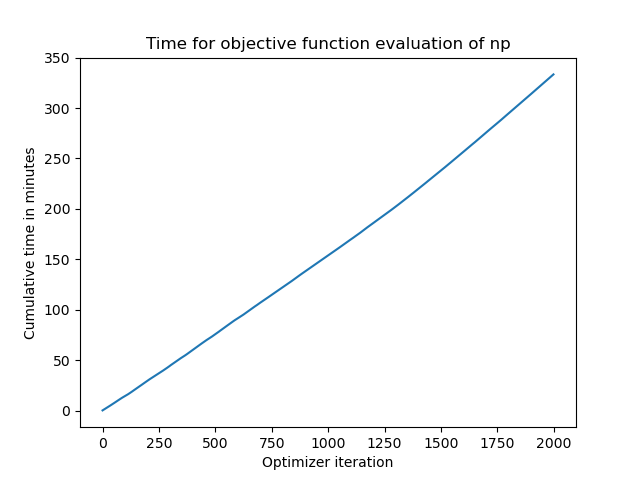 Time for objective function evaluation of np
Cumulative time in minutes
350
300
250
200
150
100
50
0
0 250 500 750 1000 1250 1500 1750 2000
Optimizer iteration